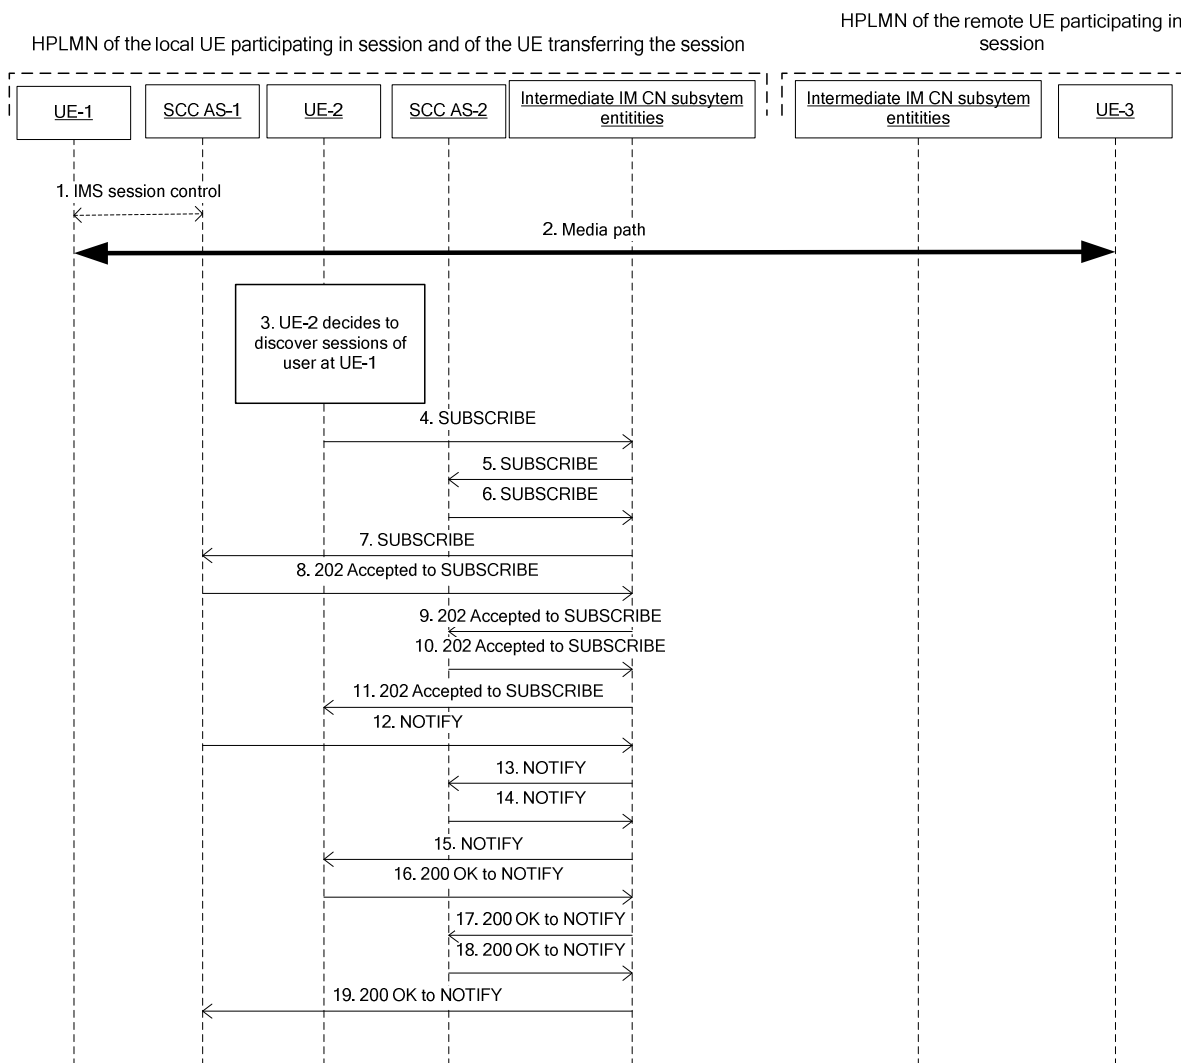 HPLMN of the local UE participating in session and of the UE transferring the session
HPLMN of the remote UE participating in
session
UE-1
SCC AS-1
UE-2
SCC AS-2
Intermediate IM CN subsytem
entitities
Intermediate IM CN subsytem
entitities
UE-3
1. IMS session control
2. Media path
3. UE-2 decides to
discover sessions of
user at UE-1
4. SUBSCRIBE
5. SUBSCRIBE
6. SUBSCRIBE
7. SUBSCRIBE
8. 202 Accepted to SUBSCRIBE
9. 202 Accepted to SUBSCRIBE
10. 202 Accepted to SUBSCRIBE
11. 202 Accepted to SUBSCRIBE
12. NOTIFY
13. NOTIFY
14. NOTIFY
15. NOTIFY
16. 200 OK to NOTIFY
17. 200 OK to NOTIFY
18. 200 OK to NOTIFY
19. 200 OK to NOTIFY